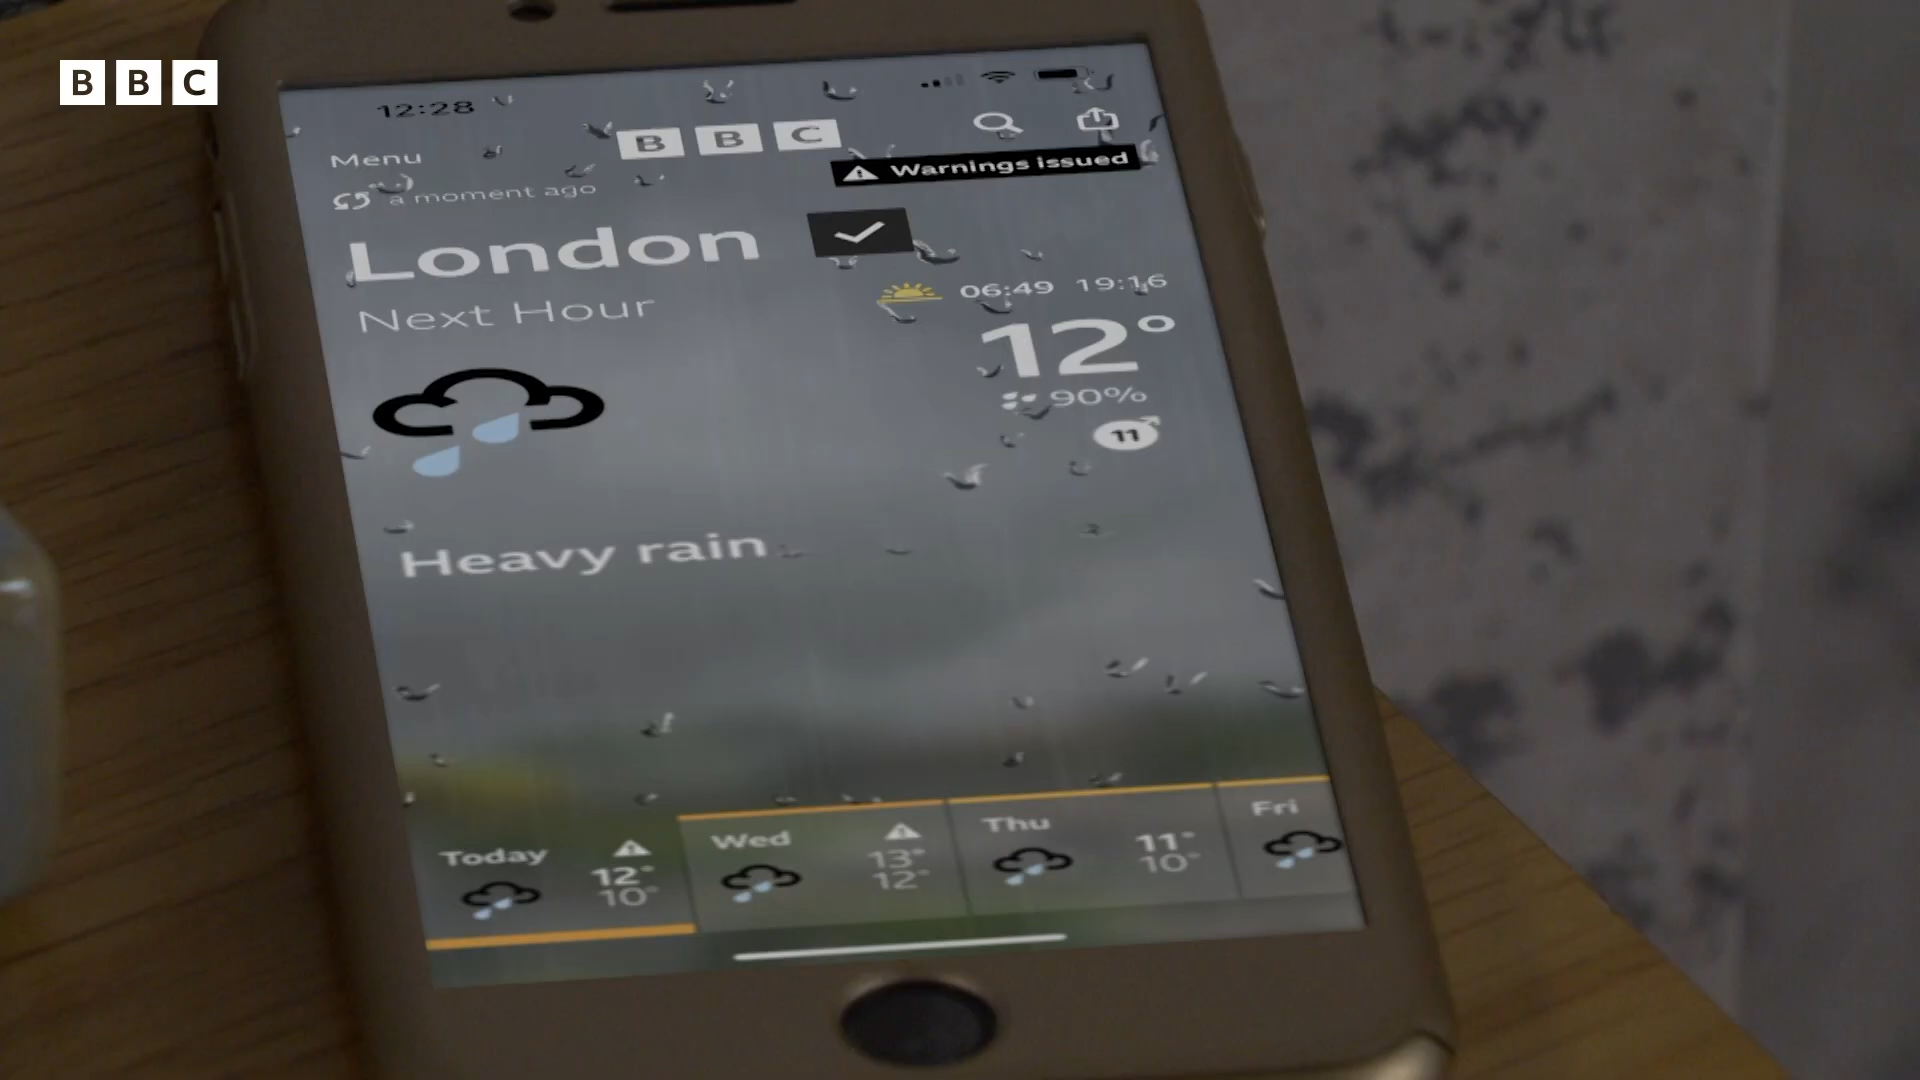 BBC
12:28
BBC
Menu
Warnings issued
a moment ago
London
06:49 19:16
Next Hour
12°
90%
11
Heavy rain
Today
12°
10°
Wed
13°
12°
Thu
11°
10°
Fri